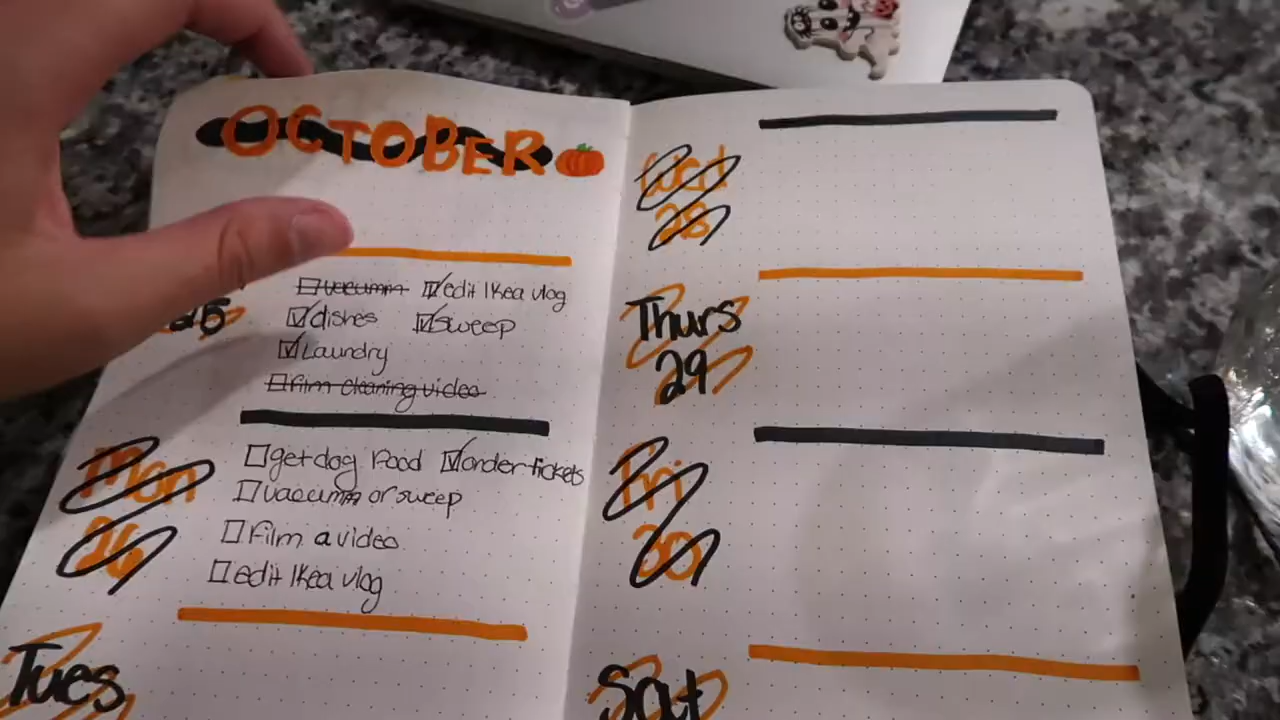 OCTOBER
25
vacuum edit Ikea vlog
dishes sweep
Laundry
film cleaning video
Mon
26
get dog food order tickets
vacuum or sweep
film a video
edit Ikea vlog
Tues
Wed
28
Thurs
29
Fri
30
Sat